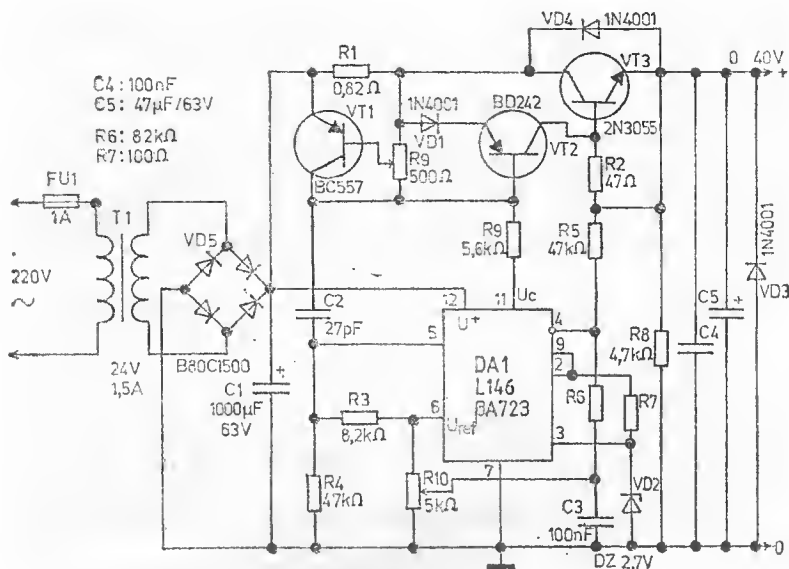 VD4
1N4001
R1
0,82Ω
VT3
0 40V
+
C4: 100nF
C5: 47µF/63V
R6: 82kΩ
R7: 100Ω
VT1
1N4001
VD1
BD242
2N3055
BC557
R9
500Ω
VT2
R2
47Ω
FU1
1A
T1
VD5
R9
5,6kΩ
R5
47kΩ
1N4001
VD3
220V
~
C2
27pF
12
11
Uc
U+
5
4
9
2
DA1
L146
BA723
R8
4,7kΩ
C4
C5
+
24V
1,5A
B80C1500
C1
1000µF
63V
+
R3
8,2kΩ
6
Uref
R6
R7
3
7
R4
47kΩ
R10
5kΩ
VD2
C3
100nF
DZ 2,7V
0